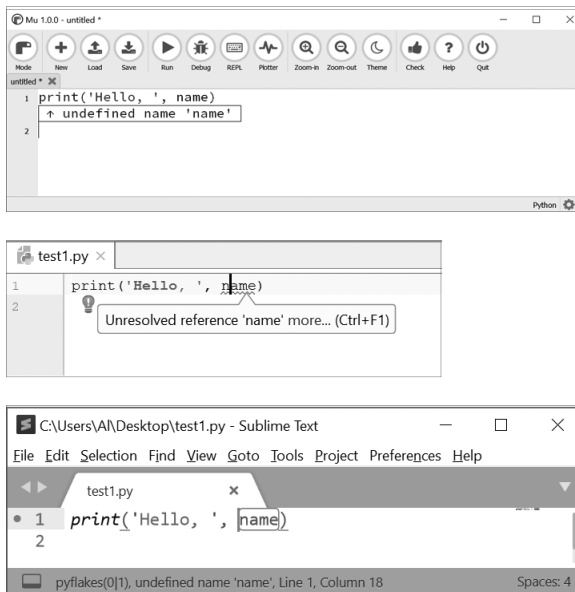 Mu 1.0.0 - untitled *
Mode New Load Save Run Debug REPL Plotter Zoom-in Zoom-out Theme Check Help Quit
untitled *
1 print('Hello, ', name)
↑ undefined name 'name'
2
Python
test1.py
1 print('Hello, ', name)
2
Unresolved reference 'name' more... (Ctrl+F1)
C:\Users\Al\Desktop\test1.py - Sublime Text
File Edit Selection Find View Goto Tools Project Preferences Help
test1.py
1 print('Hello, ', name)
2
pyflakes(0|1), undefined name 'name', Line 1, Column 18 Spaces: 4